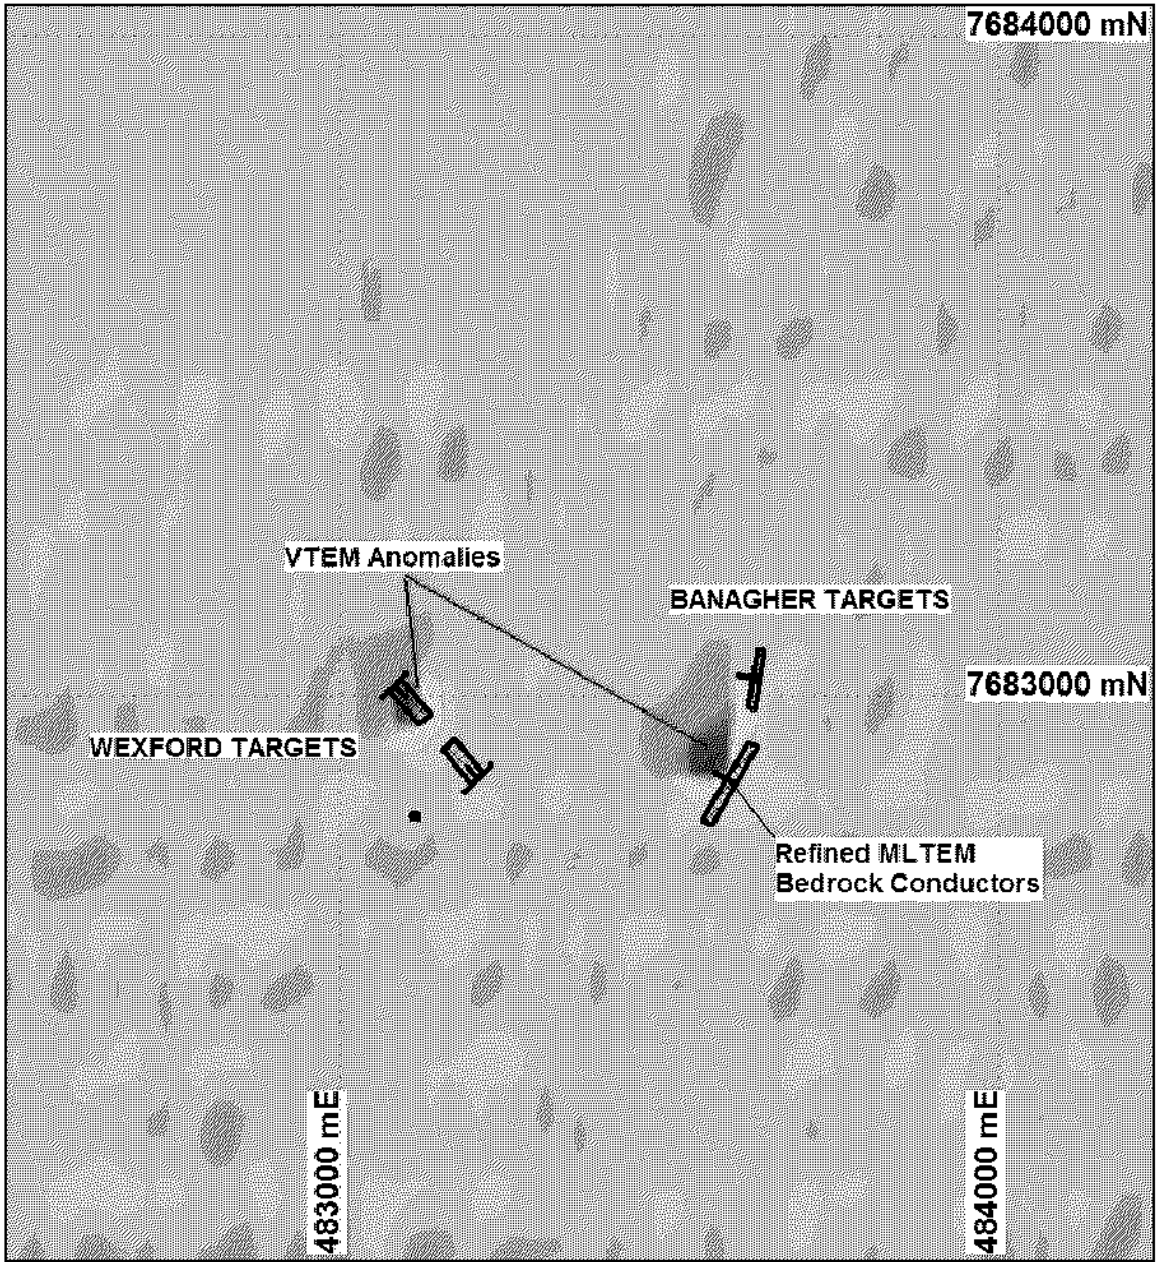 7684000 mN
VTEM Anomalies
BANAGHER TARGETS
7683000 mN
WEXFORD TARGETS
Refined MLTEM
Bedrock Conductors
483000 mE
484000 mE